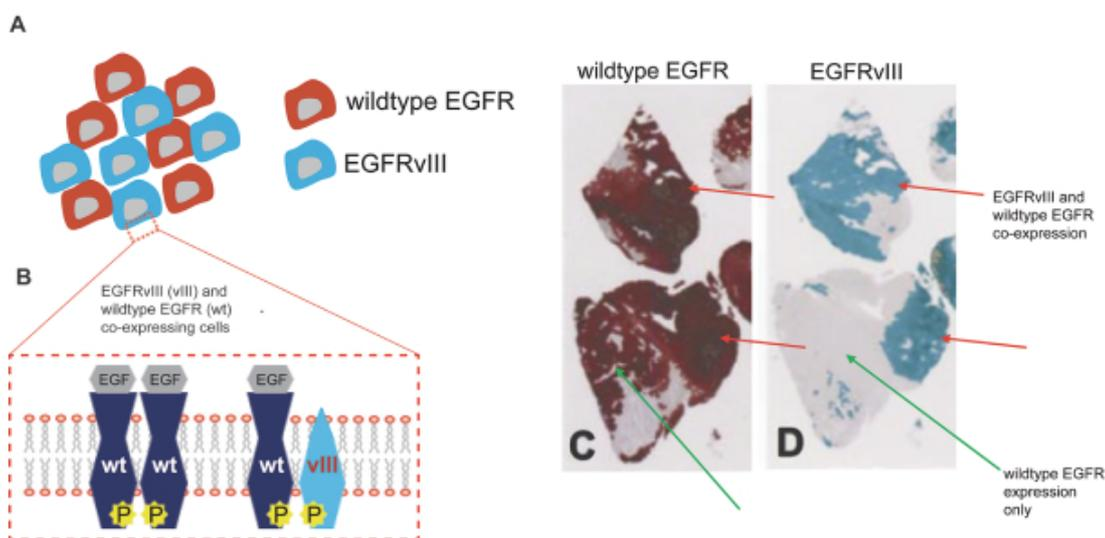 A
wildtype EGFR
EGFRvIII
B
EGFRvIII (vIII) and
wildtype EGFR (wt)
co-expressing cells
EGF
EGF
EGF
wt
wt
wt
vIII
P
P
P
P
wildtype EGFR
EGFRvIII
C
D
EGFRvIII and
wildtype EGFR
co-expression
wildtype EGFR
expression
only